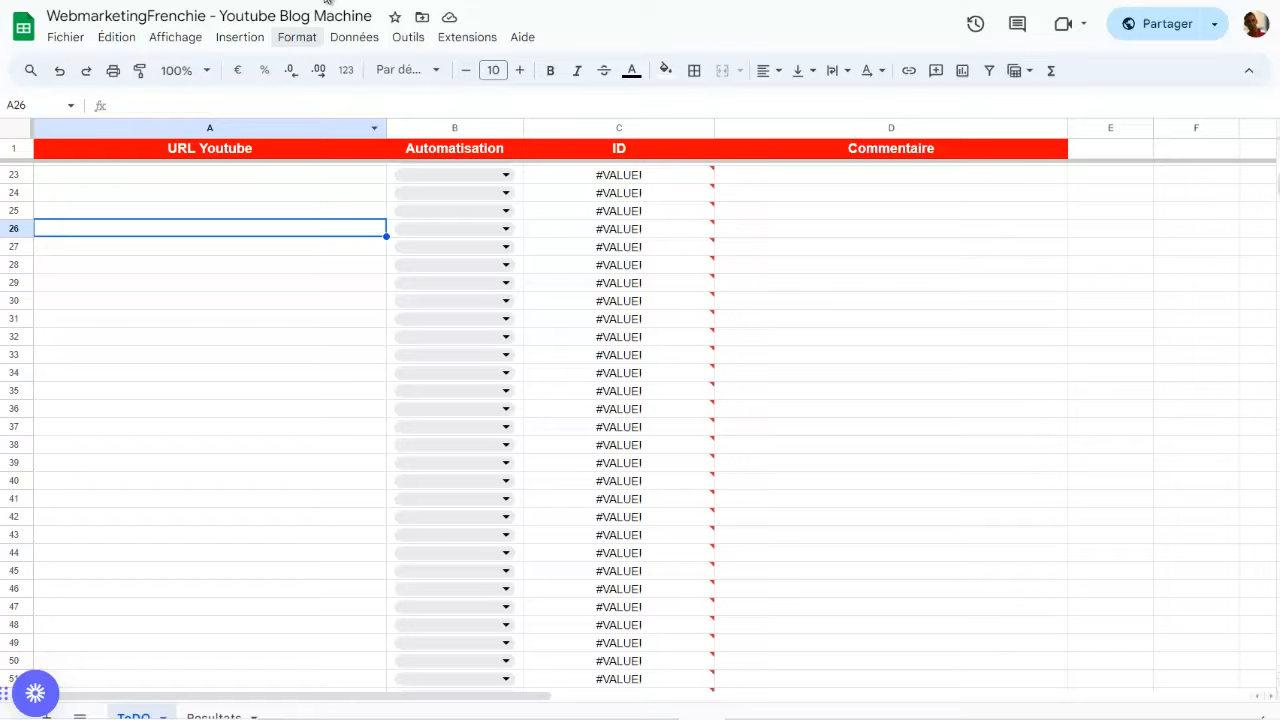 WebmarketingFrenchie - Youtube Blog Machine
Fichier Édition Affichage Insertion Format Données Outils Extensions Aide
Partager
100% € % .0 .00 123 Par dé... 10 B I A
A26 fx
A B C D E F
1 URL Youtube Automatisation ID Commentaire
23 #VALUE!
24 #VALUE!
25 #VALUE!
26 #VALUE!
27 #VALUE!
28 #VALUE!
29 #VALUE!
30 #VALUE!
31 #VALUE!
32 #VALUE!
33 #VALUE!
34 #VALUE!
35 #VALUE!
36 #VALUE!
37 #VALUE!
38 #VALUE!
39 #VALUE!
40 #VALUE!
41 #VALUE!
42 #VALUE!
43 #VALUE!
44 #VALUE!
45 #VALUE!
46 #VALUE!
47 #VALUE!
48 #VALUE!
49 #VALUE!
50 #VALUE!
51 #VALUE!
ToDO Resultats